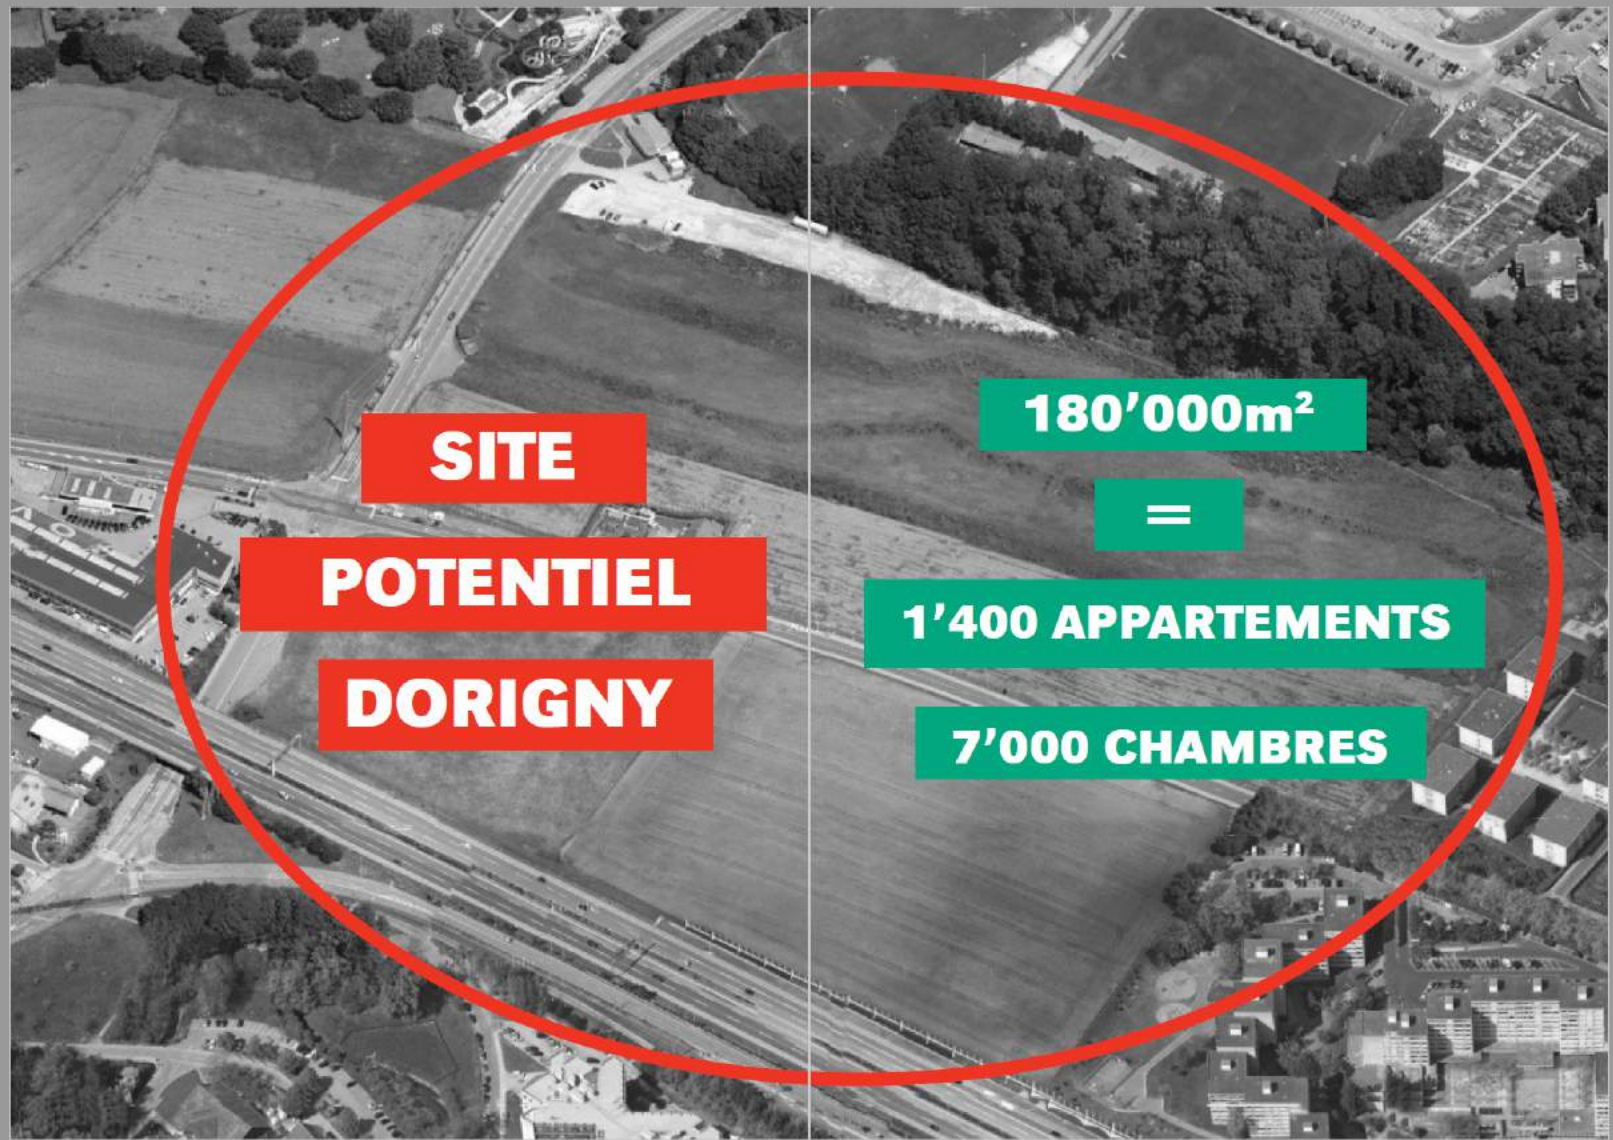 SITE
POTENTIEL
DORIGNY
180’000m²
=
1’400 APPARTEMENTS
7’000 CHAMBRES